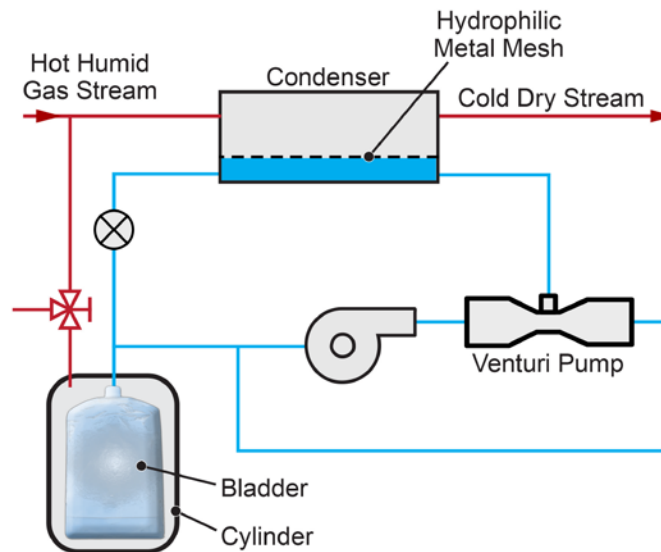 Hydrophilic
Metal Mesh
Hot Humid
Gas Stream
Condenser
Cold Dry Stream
Venturi Pump
Bladder
Cylinder